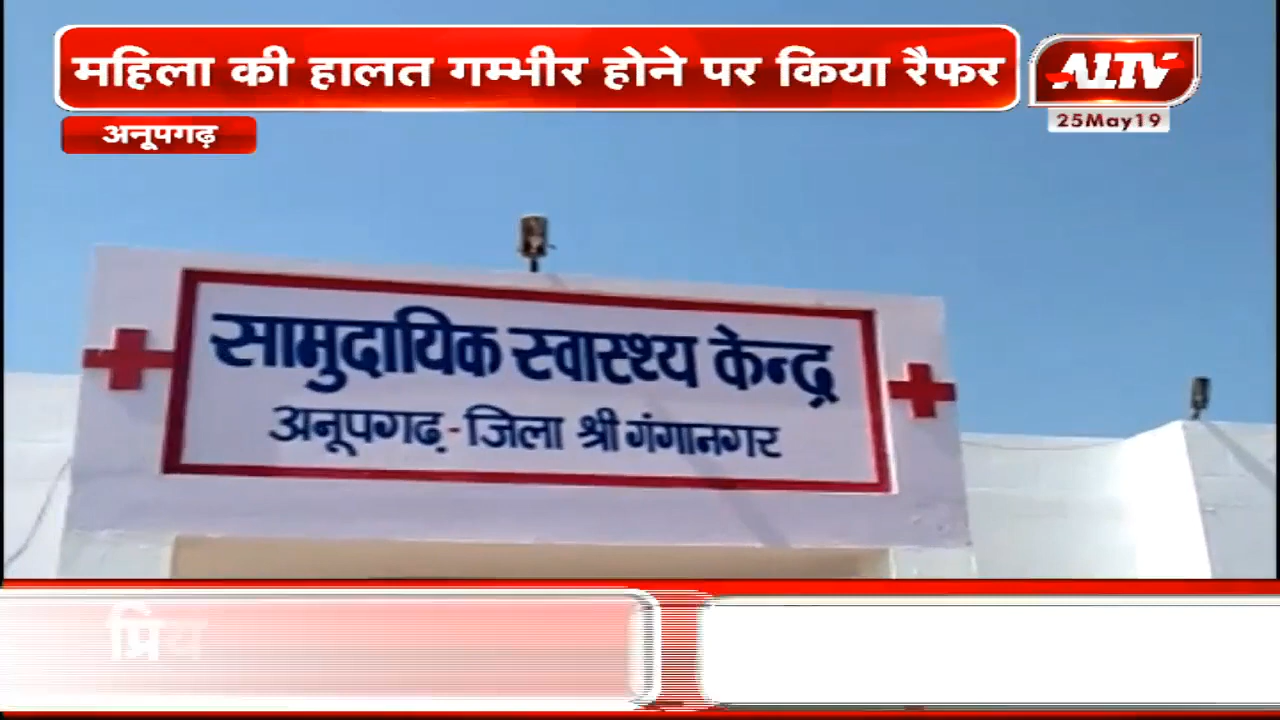 महिला की हालत गम्भीर होने पर किया रैफर
ALTV
25May19
अनूपगढ़
सामुदायिक स्वास्थ्य केन्द्र
अनूपगढ़-जिला श्री गंगानगर